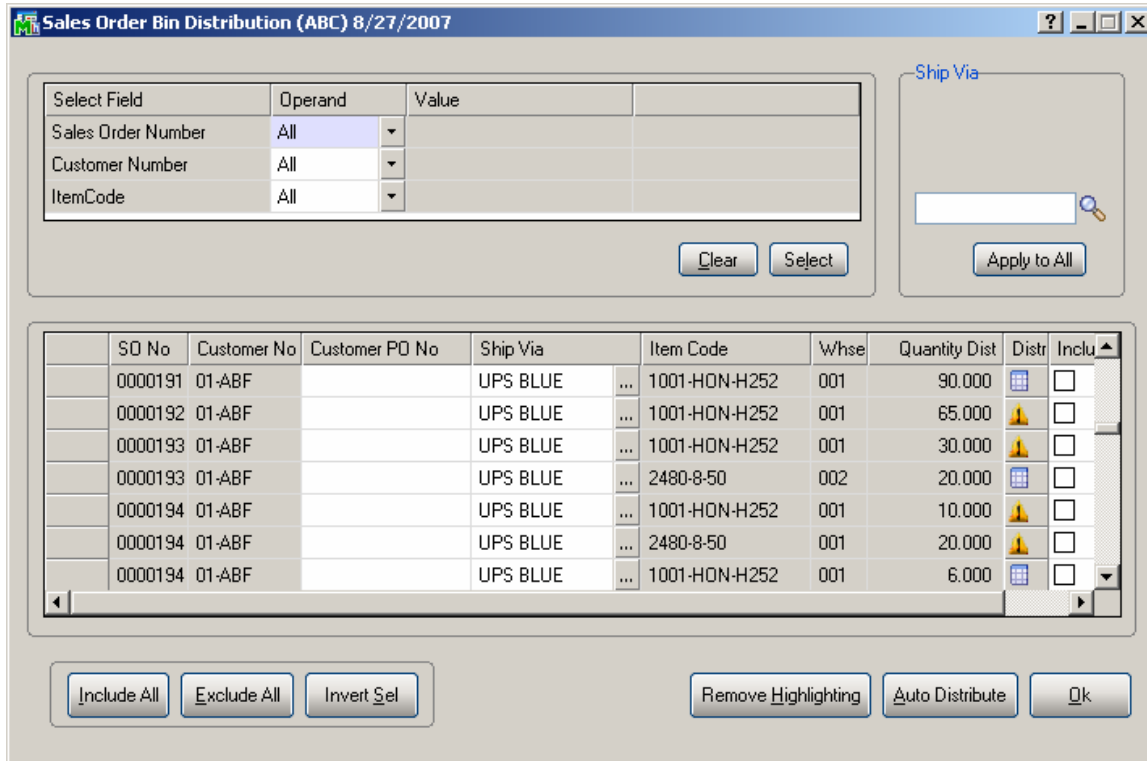 Sales Order Bin Distribution (ABC) 8/27/2007
Ship Via
Select Field Operand Value
Sales Order Number All
Customer Number All
ItemCode All
Clear Select
Apply to All
SO No Customer No Customer PO No Ship Via Item Code Whse Quantity Dist Distr Inclu
0000191 01-ABF UPS BLUE ... 1001-HON-H252 001 90.000
0000192 01-ABF UPS BLUE ... 1001-HON-H252 001 65.000
0000193 01-ABF UPS BLUE ... 1001-HON-H252 001 30.000
0000193 01-ABF UPS BLUE ... 2480-8-50 002 20.000
0000194 01-ABF UPS BLUE ... 1001-HON-H252 001 10.000
0000194 01-ABF UPS BLUE ... 2480-8-50 001 20.000
0000194 01-ABF UPS BLUE ... 1001-HON-H252 001 6.000
Include All Exclude All Invert Sel Remove Highlighting Auto Distribute Ok